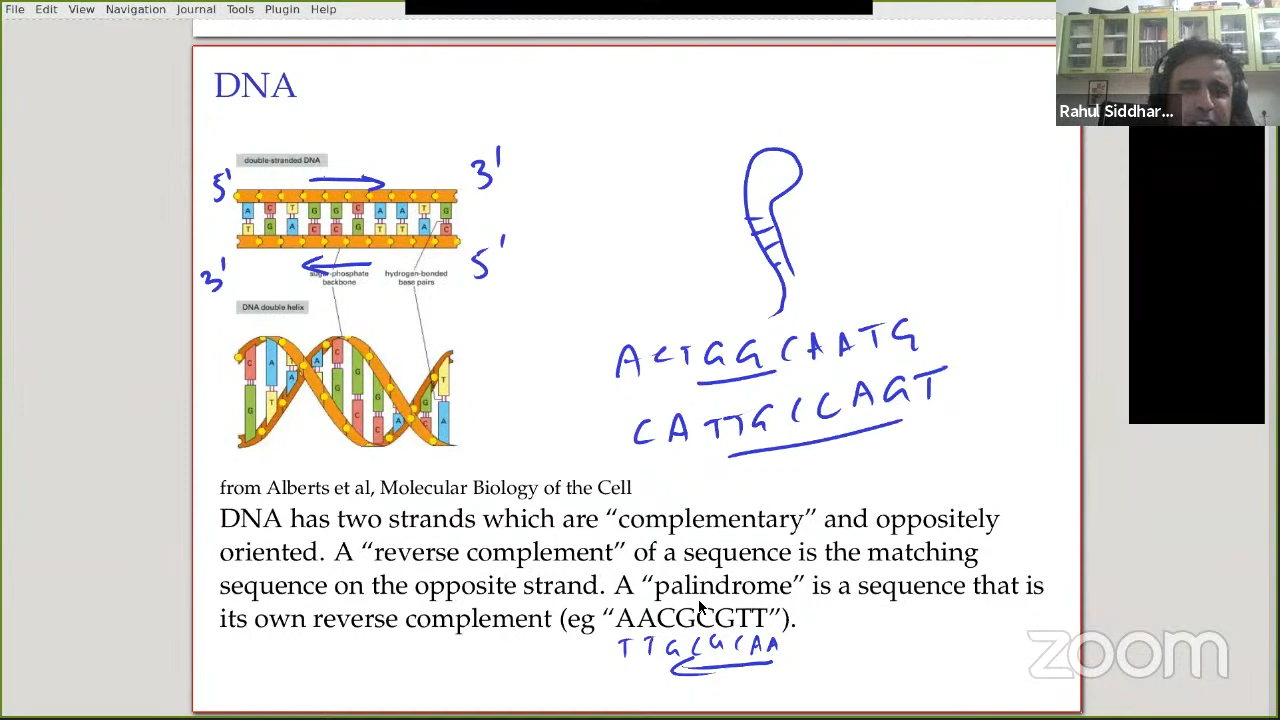 File Edit View Navigation Journal Tools Plugin Help
Rahul Siddhar...
DNA
double-stranded DNA
5' 3'
A C T G G C A A T G
T G A C C G T T A C
3' 5'
sugar-phosphate backbone
hydrogen-bonded base pairs
DNA double helix
ACTGGCAATG
CATTGCCAGT
from Alberts et al, Molecular Biology of the Cell
DNA has two strands which are “complementary” and oppositely
oriented. A “reverse complement” of a sequence is the matching
sequence on the opposite strand. A “palindrome” is a sequence that is
its own reverse complement (eg “AACGCGTT”).
TTGCGCAA
zoom